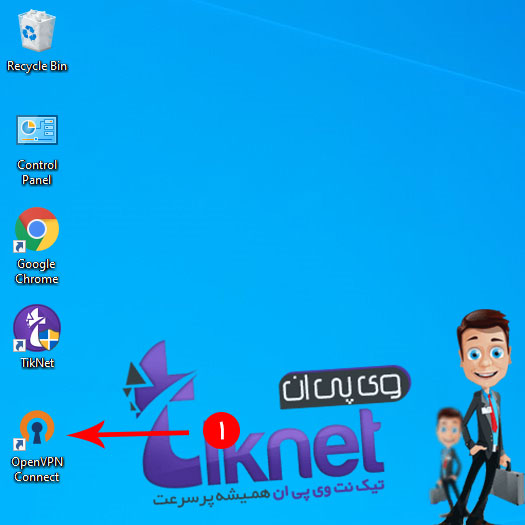 Recycle Bin
Control
Panel
Google
Chrome
TikNet
OpenVPN
Connect
۱
وی پی ان
Tiknet
تیک نت وی پی ان همیشه پرسرعت